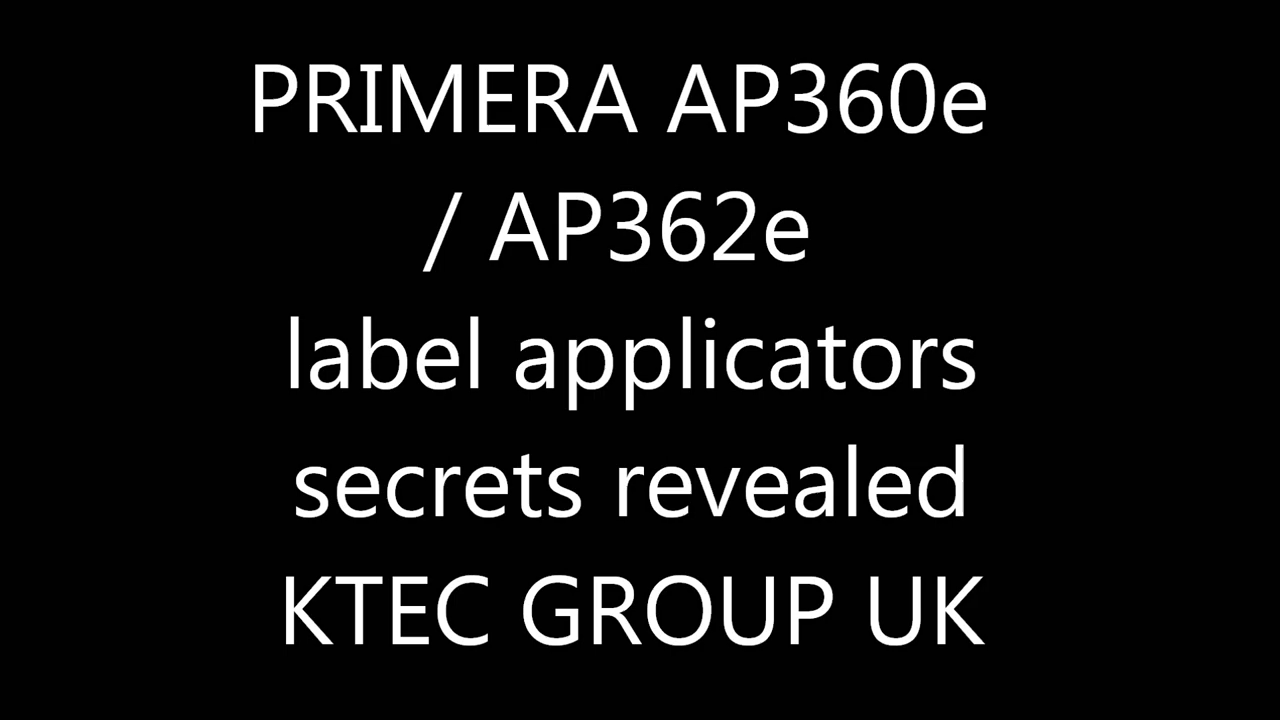 PRIMERA AP360e
/ AP362e
label applicators
secrets revealed
KTEC GROUP UK